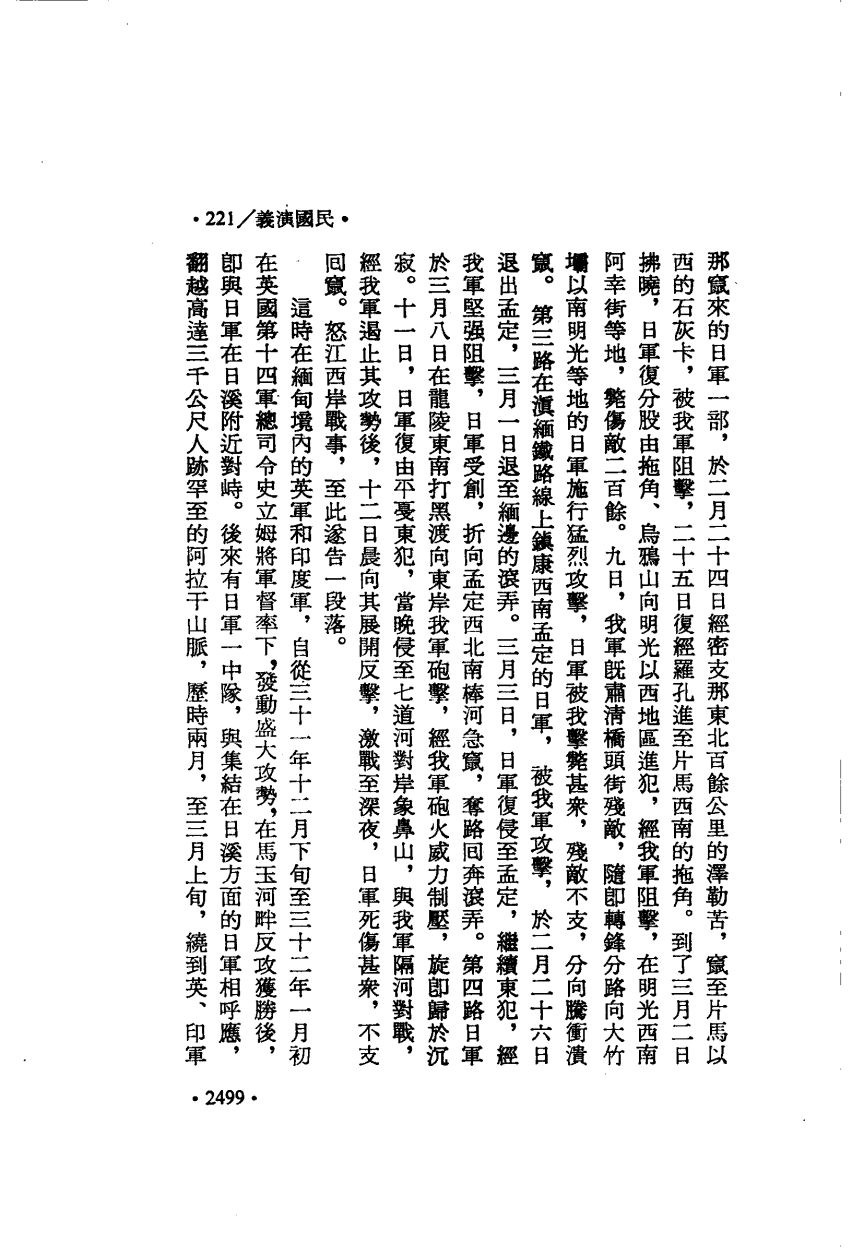 •221／義演國民•
那竄來的日軍一部，於二月二十四日經密支那東北百餘公里的澤勒苦，竄至片馬以
西的石灰卡，被我軍阻擊，二十五日復經羅孔進至片馬西南的拖角。到了三月二日
拂曉，日軍復分股由拖角、烏鴉山向明光以西地區進犯，經我軍阻擊，在明光西南
阿幸街等地，斃傷敵二百餘。九日，我軍旣肅清橋頭街殘敵，隨卽轉鋒分路向大竹
壩以南明光等地的日軍施行猛烈攻擊，日軍被我擊斃甚衆，殘敵不支，分向騰衝潰
竄。第三路在滇緬鐵路線上鎮康西南孟定的日軍，被我軍攻擊，於二月二十六日
退出孟定，三月一日退至緬邊的滾弄。三月三日，日軍復侵至孟定，繼續東犯，經
我軍堅强阻擊，日軍受創，折向孟定西北南棒河急竄，奪路囘奔滾弄。第四路日軍
於三月八日在龍陵東南打黑渡向東岸我軍砲擊，經我軍砲火威力制壓，旋卽歸於沉
寂。十一日，日軍復由平戞東犯，當晚侵至七道河對岸象鼻山，與我軍隔河對戰，
經我軍遏止其攻勢後，十二日晨向其展開反擊，激戰至深夜，日軍死傷甚衆，不支
囘竄。怒江西岸戰事，至此遂告一段落。
這時在緬甸境內的英軍和印度軍，自從三十一年十二月下旬至三十二年一月初
在英國第十四軍總司令史立姆將軍督率下，發動盛大攻勢，在馬玉河畔反攻獲勝後，
卽與日軍在日溪附近對峙。後來有日軍一中隊，與集結在日溪方面的日軍相呼應，
翻越高達三千公尺人跡罕至的阿拉干山脈，歷時兩月，至三月上旬，繞到英、印軍
•2499•